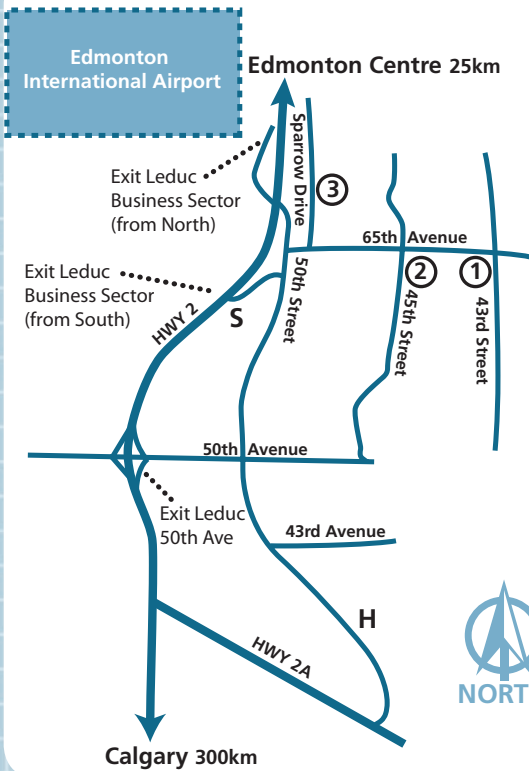 Edmonton
International Airport
Edmonton Centre 25km
Sparrow Drive
Exit Leduc
Business Sector
(from North)
3
65th Avenue
Exit Leduc
Business Sector
(from South)
50th Street
2
1
HWY 2
S
45th Street
43rd Street
50th Avenue
Exit Leduc
50th Ave
43rd Avenue
H
HWY 2A
NORT
Calgary 300km